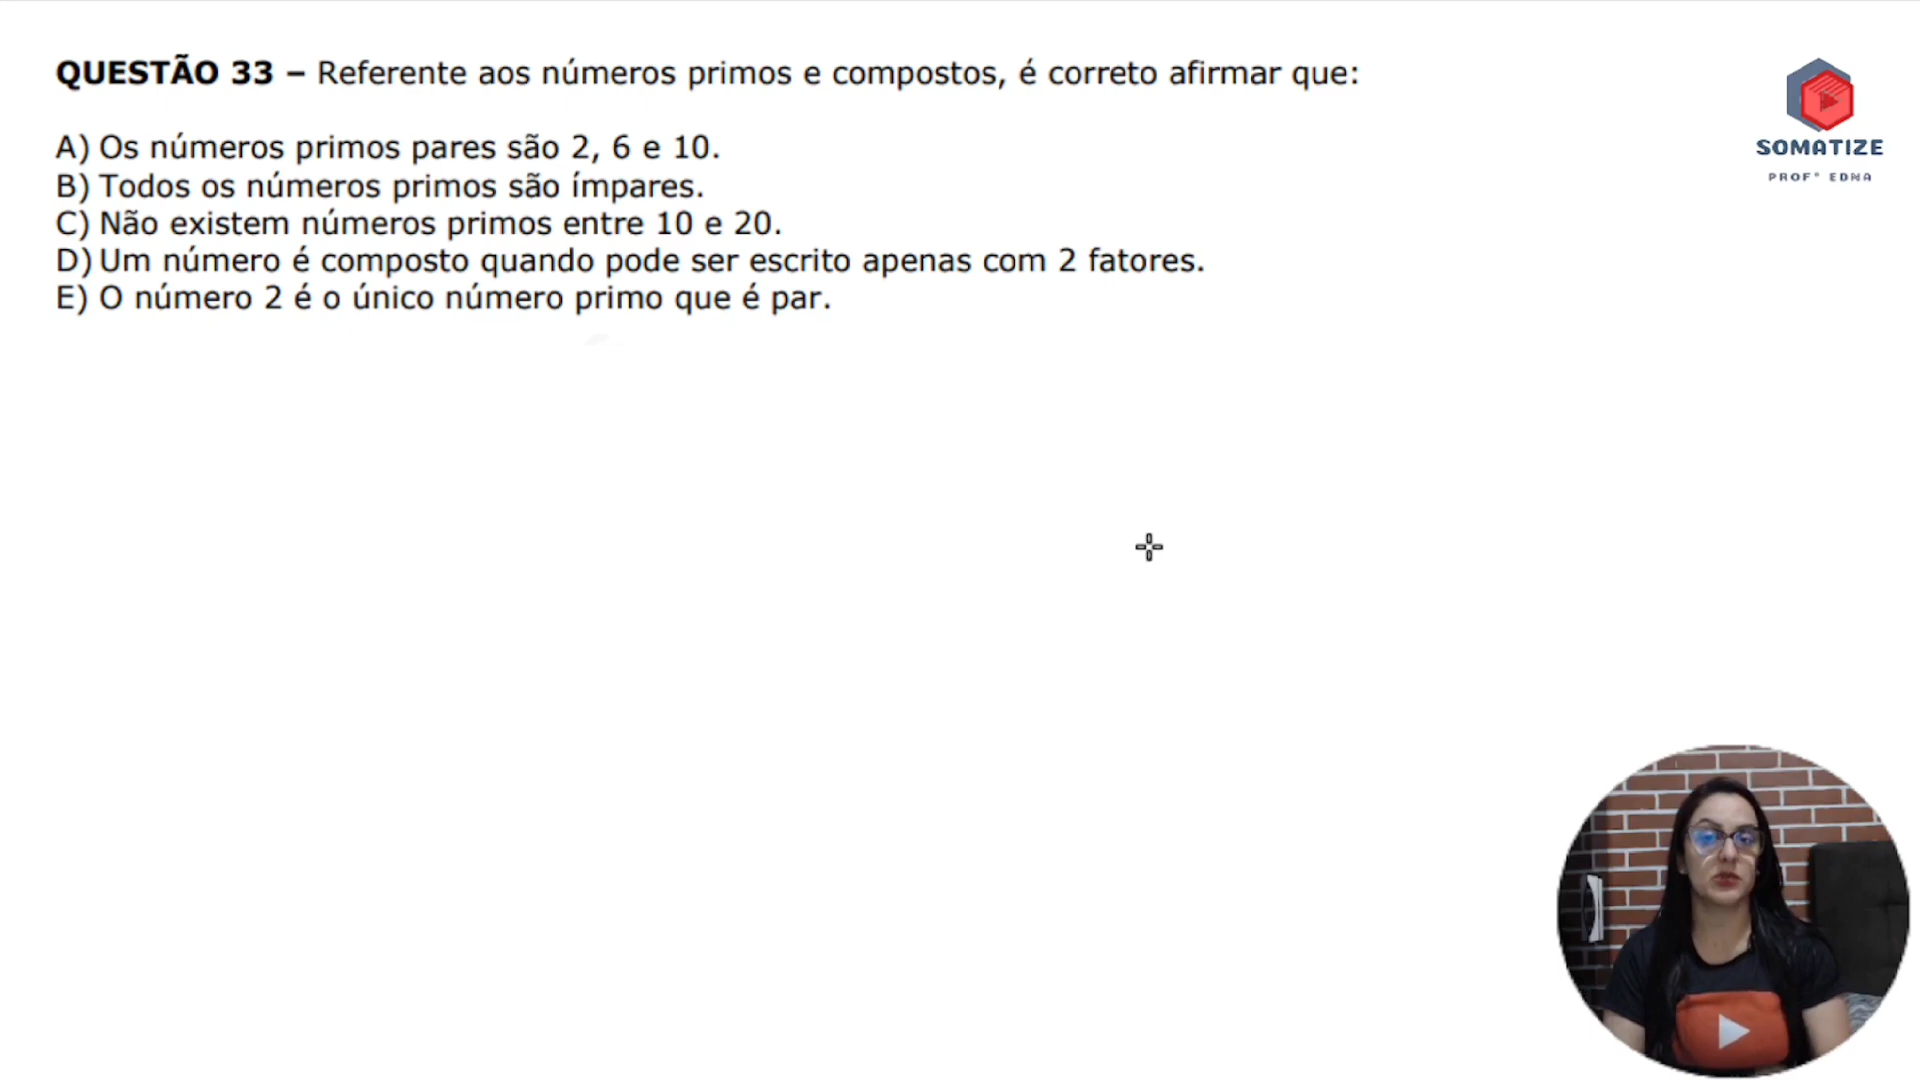 QUESTÃO 33 – Referente aos números primos e compostos, é correto afirmar que:
A) Os números primos pares são 2, 6 e 10.
B) Todos os números primos são ímpares.
C) Não existem números primos entre 10 e 20.
D) Um número é composto quando pode ser escrito apenas com 2 fatores.
E) O número 2 é o único número primo que é par.
SOMATIZE
PROFª EDNA